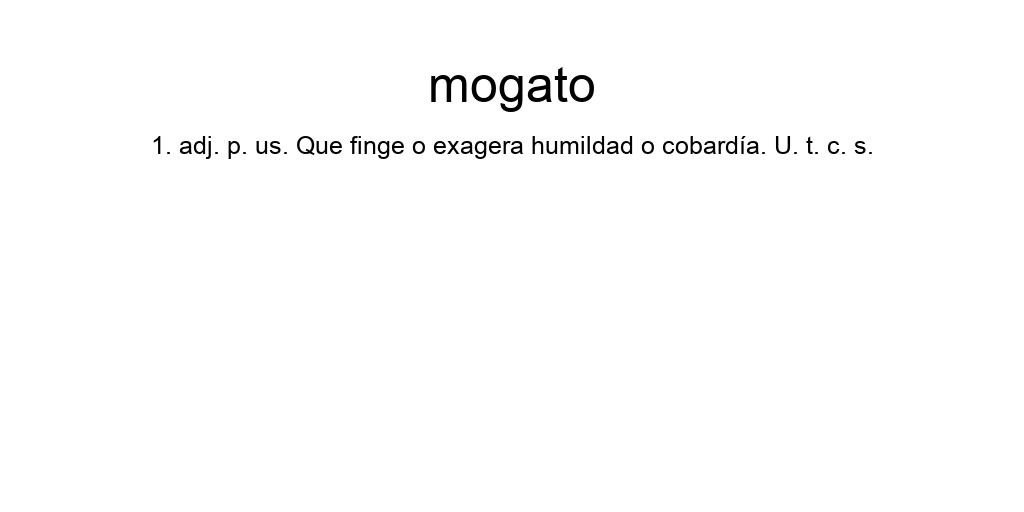 mogato
1. adj. p. us. Que finge o exagera humildad o cobardía. U. t. c. s.